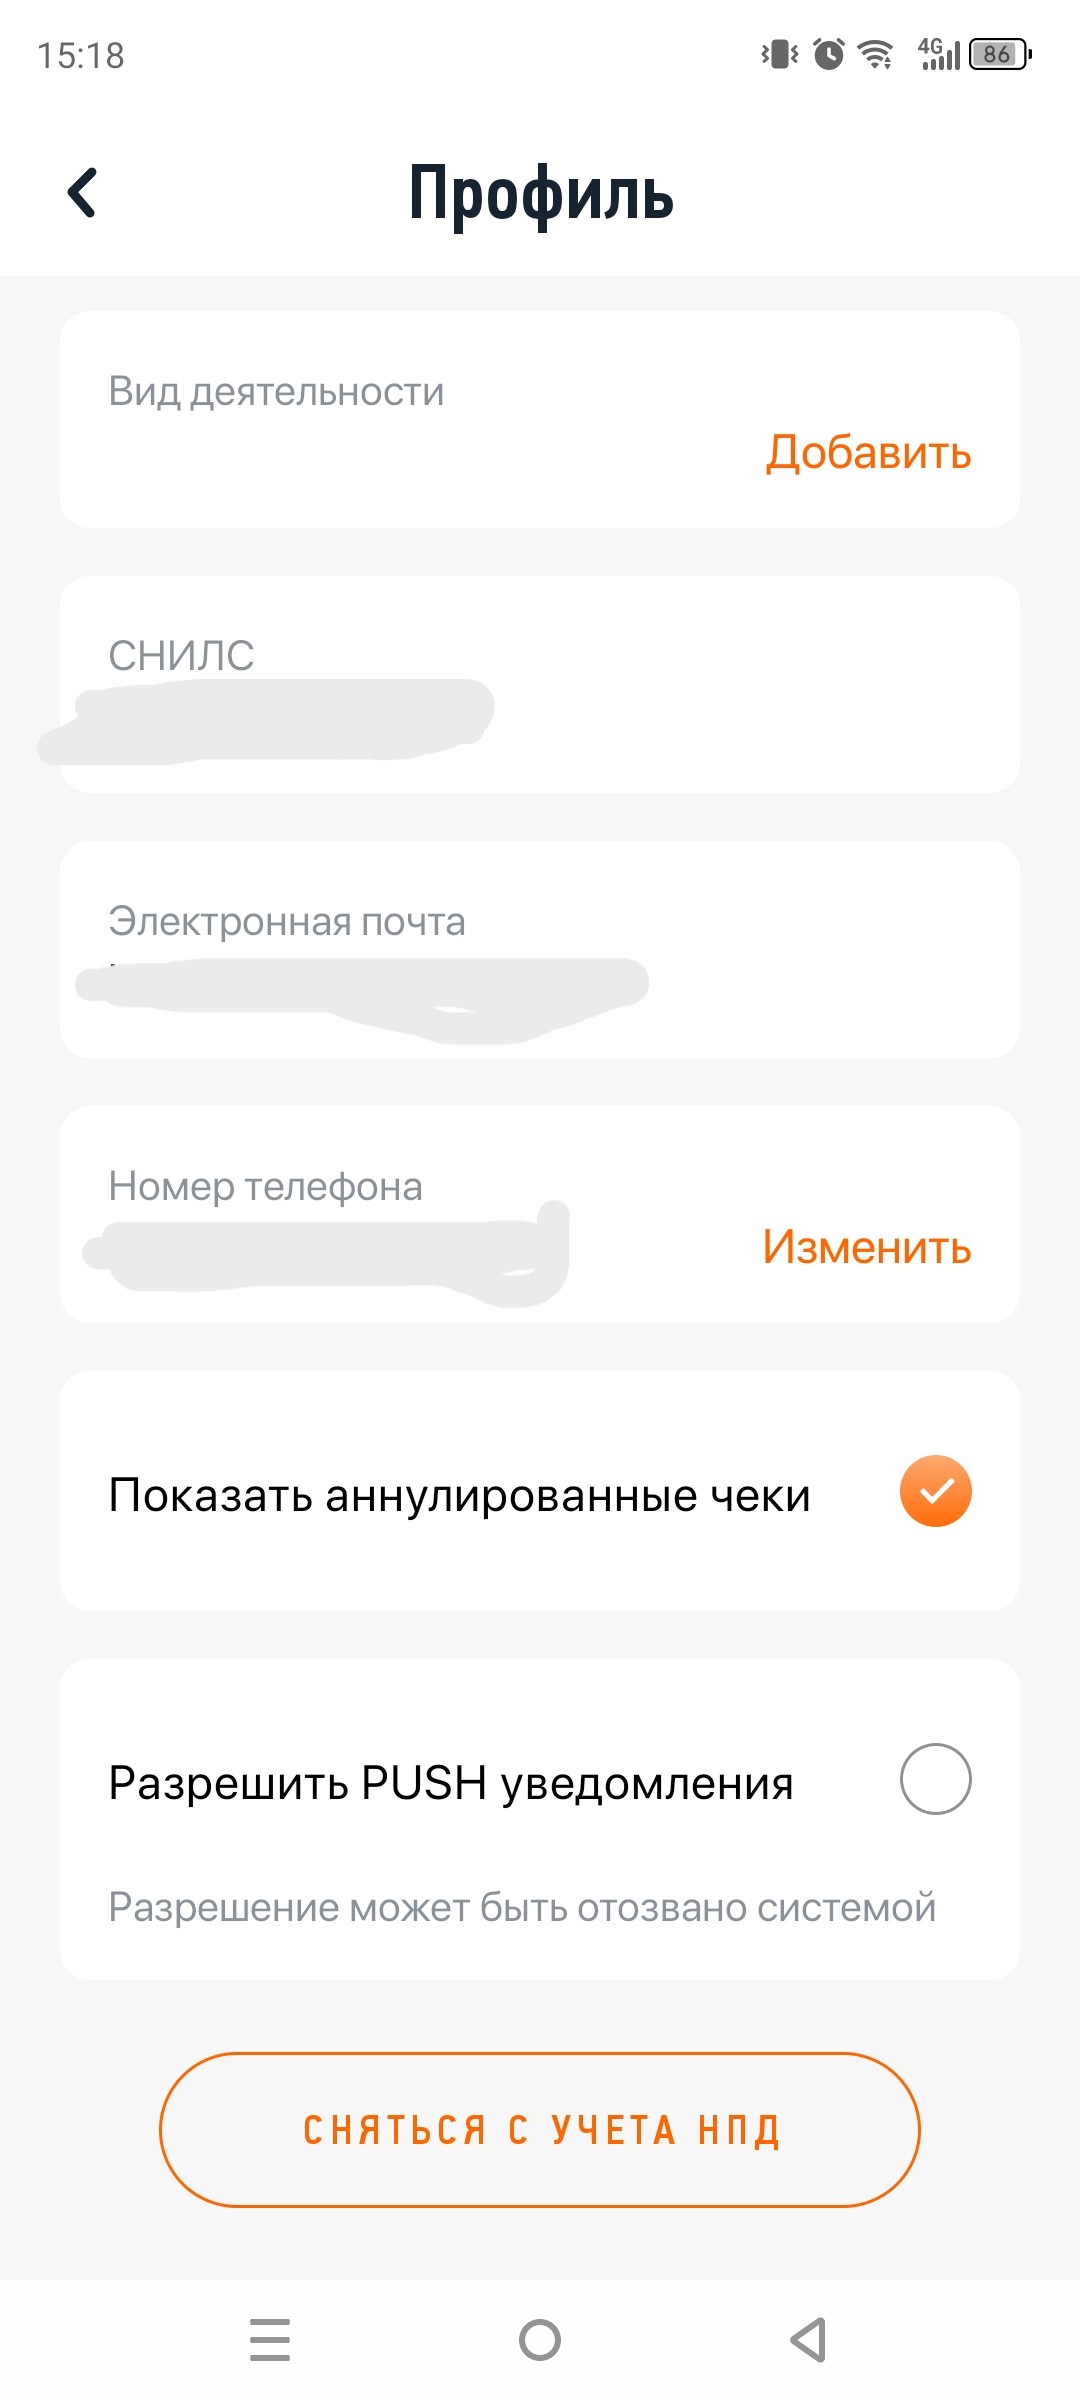 15:18
4G
86
Профиль
Вид деятельности
Добавить
СНИЛС
Электронная почта
Номер телефона
Изменить
Показать аннулированные чеки
Разрешить PUSH уведомления
Разрешение может быть отозвано системой
СНЯТЬСЯ С УЧЕТА НПД